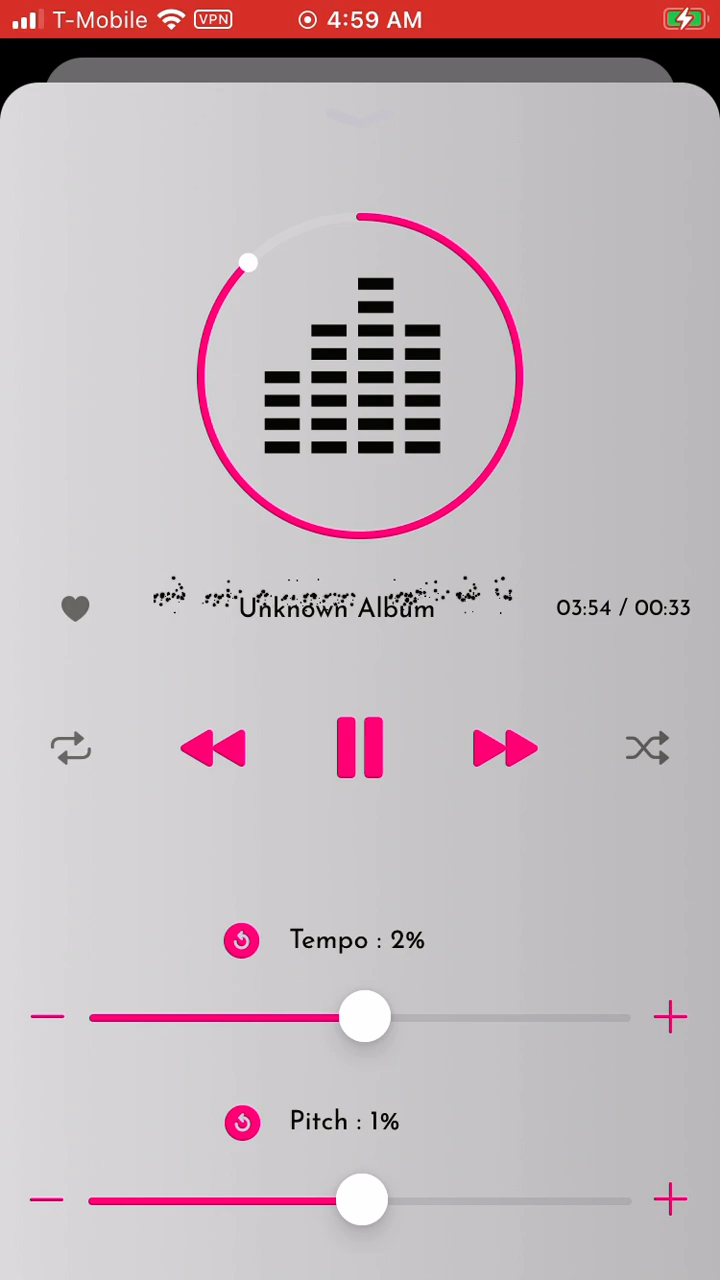 T-Mobile VPN 4:59 AM
Unknown Album
03:54 / 00:33
Tempo : 2%
Pitch : 1%